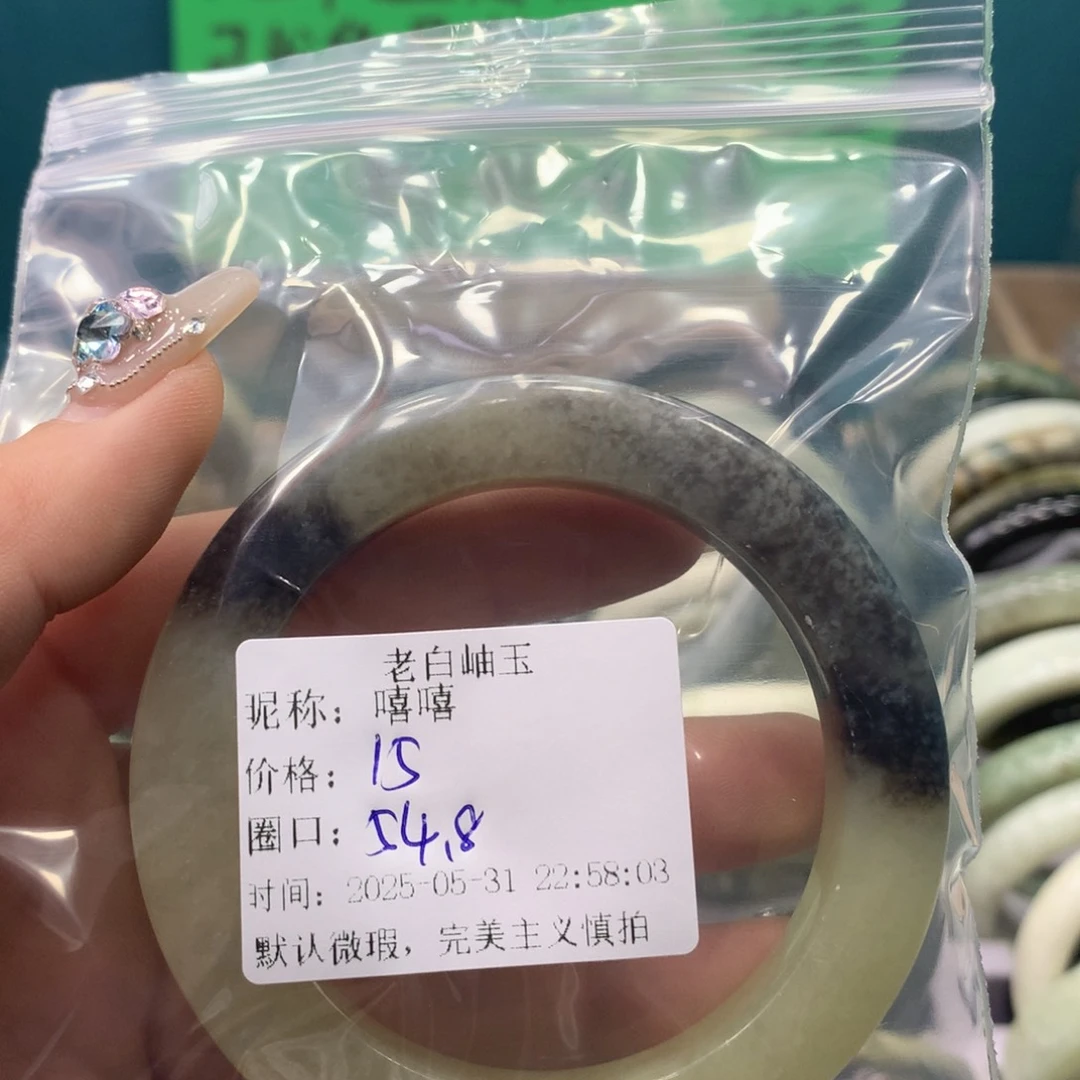 老白岫玉
昵称：嘻嘻
价格：15
圈口：54.8
时间：2025-05-31 22:58:03
默认微瑕，完美主义慎拍